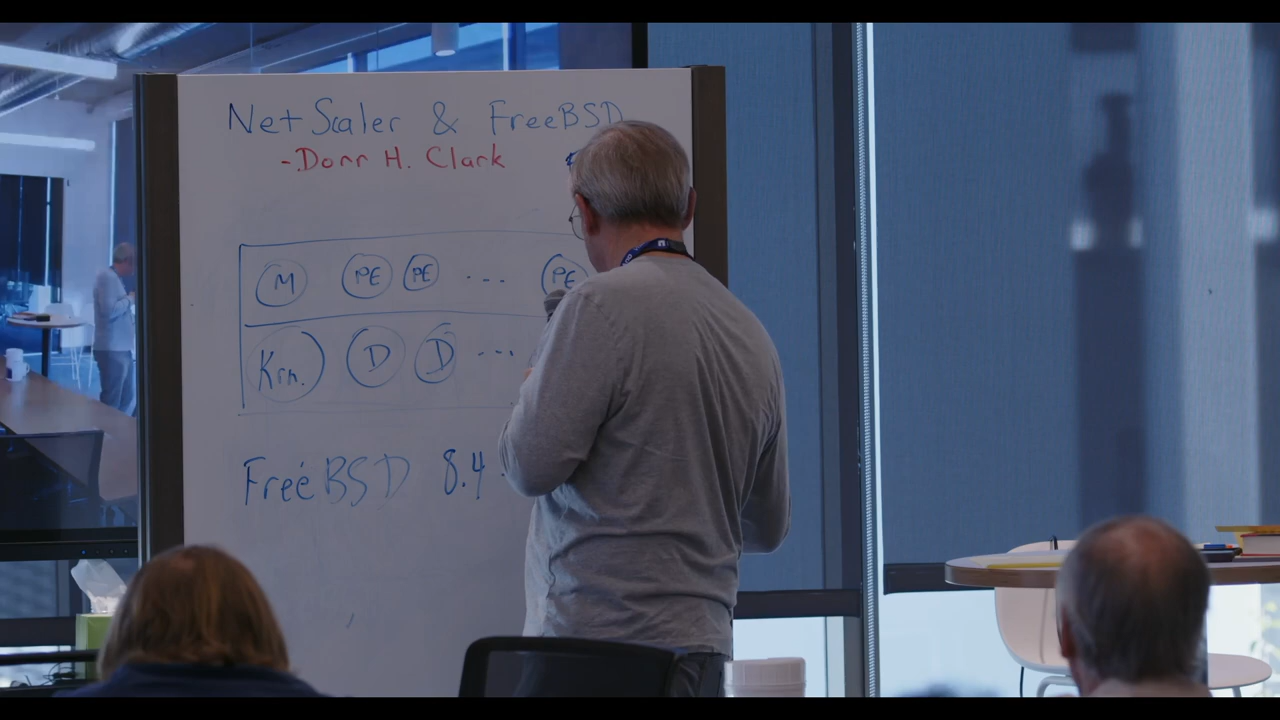 NetScaler & FreeBSD
- Dorr H. Clark
M PE PE ... PE
Krn. D D ...
FreeBSD 8.4